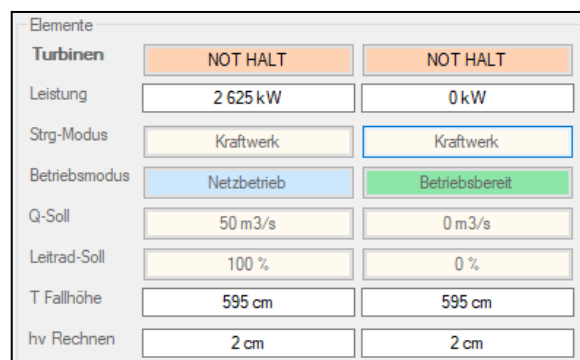 Elemente
Turbinen NOT HALT NOT HALT
Leistung 2 625 kW 0 kW
Strg-Modus Kraftwerk Kraftwerk
Betriebsmodus Netzbetrieb Betriebsbereit
Q-Soll 50 m3/s 0 m3/s
Leitrad-Soll 100 % 0 %
T Fallhöhe 595 cm 595 cm
hv Rechnen 2 cm 2 cm